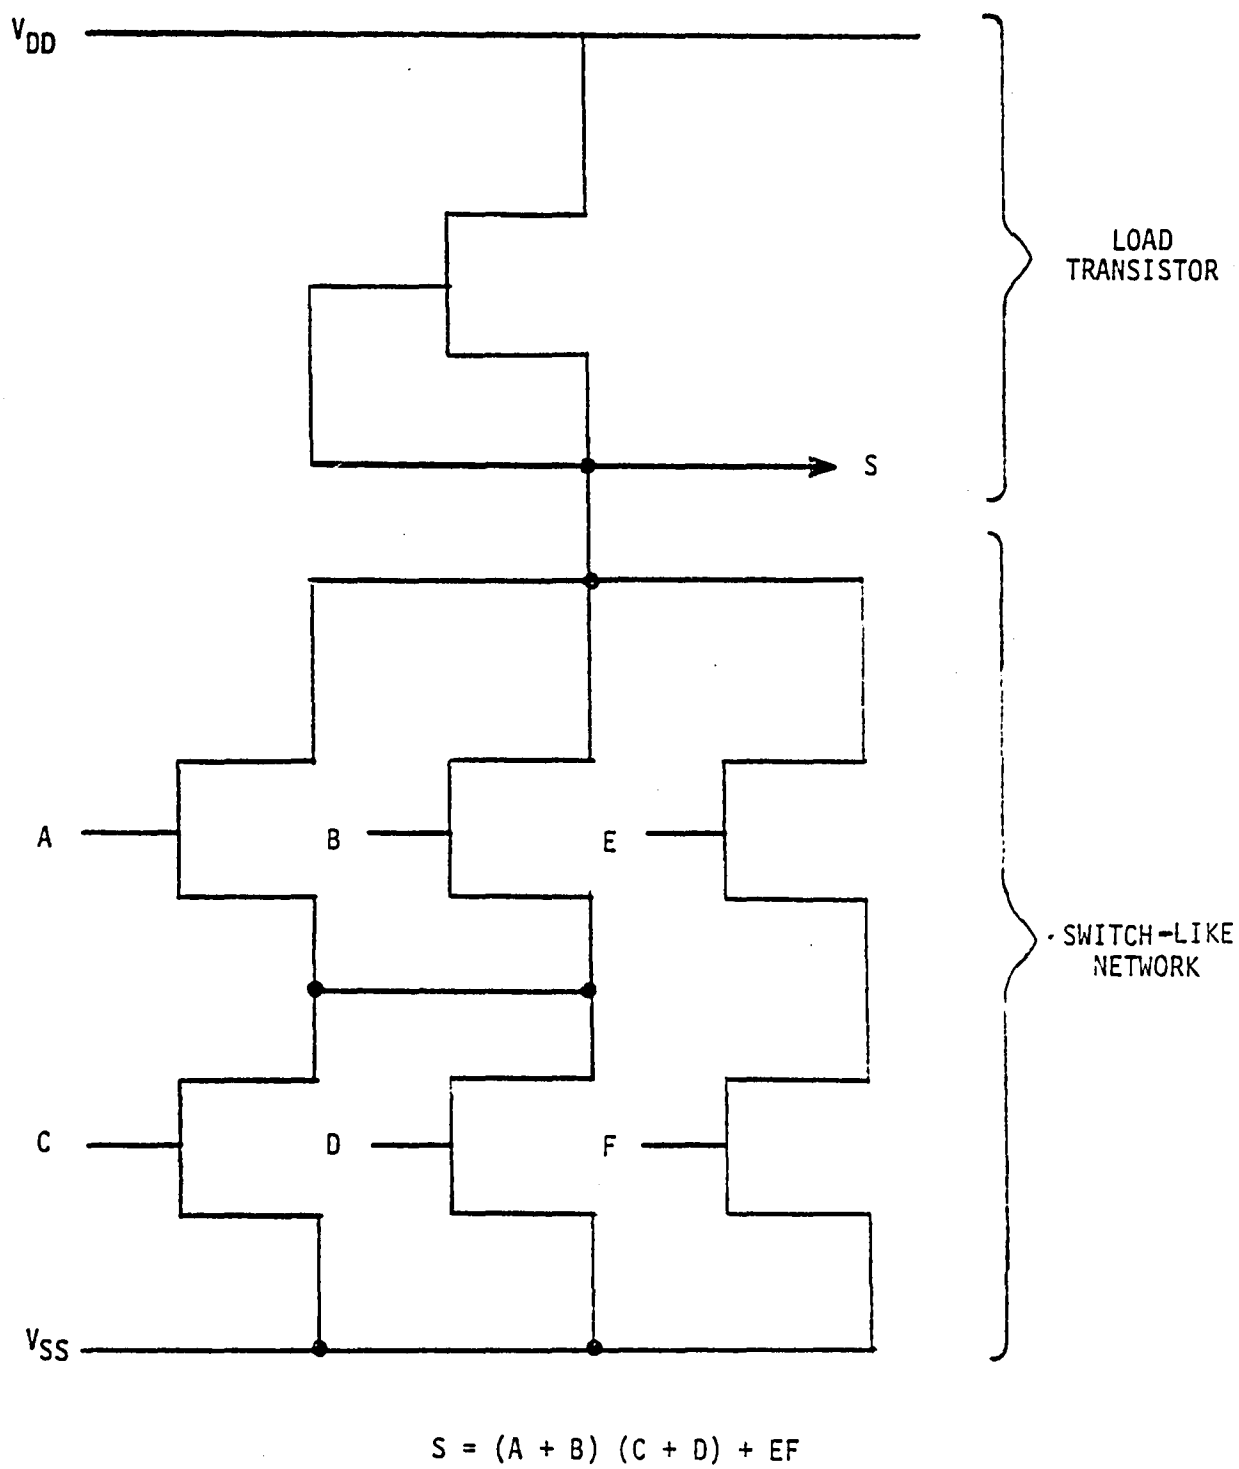 VDD
LOAD
TRANSISTOR
S
A
B
E
SWITCH-LIKE
NETWORK
C
D
F
VSS
S = (A + B) (C + D) + EF